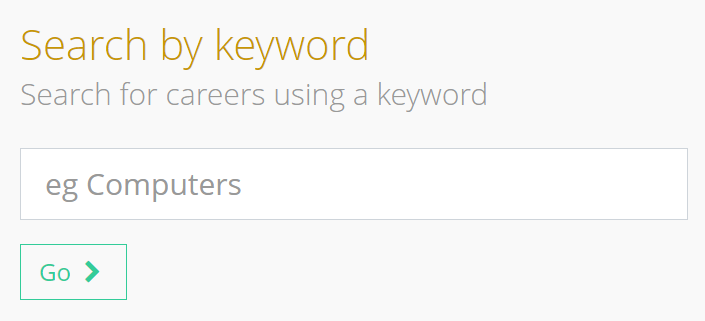 Search by keyword
Search for careers using a keyword
eg Computers
Go